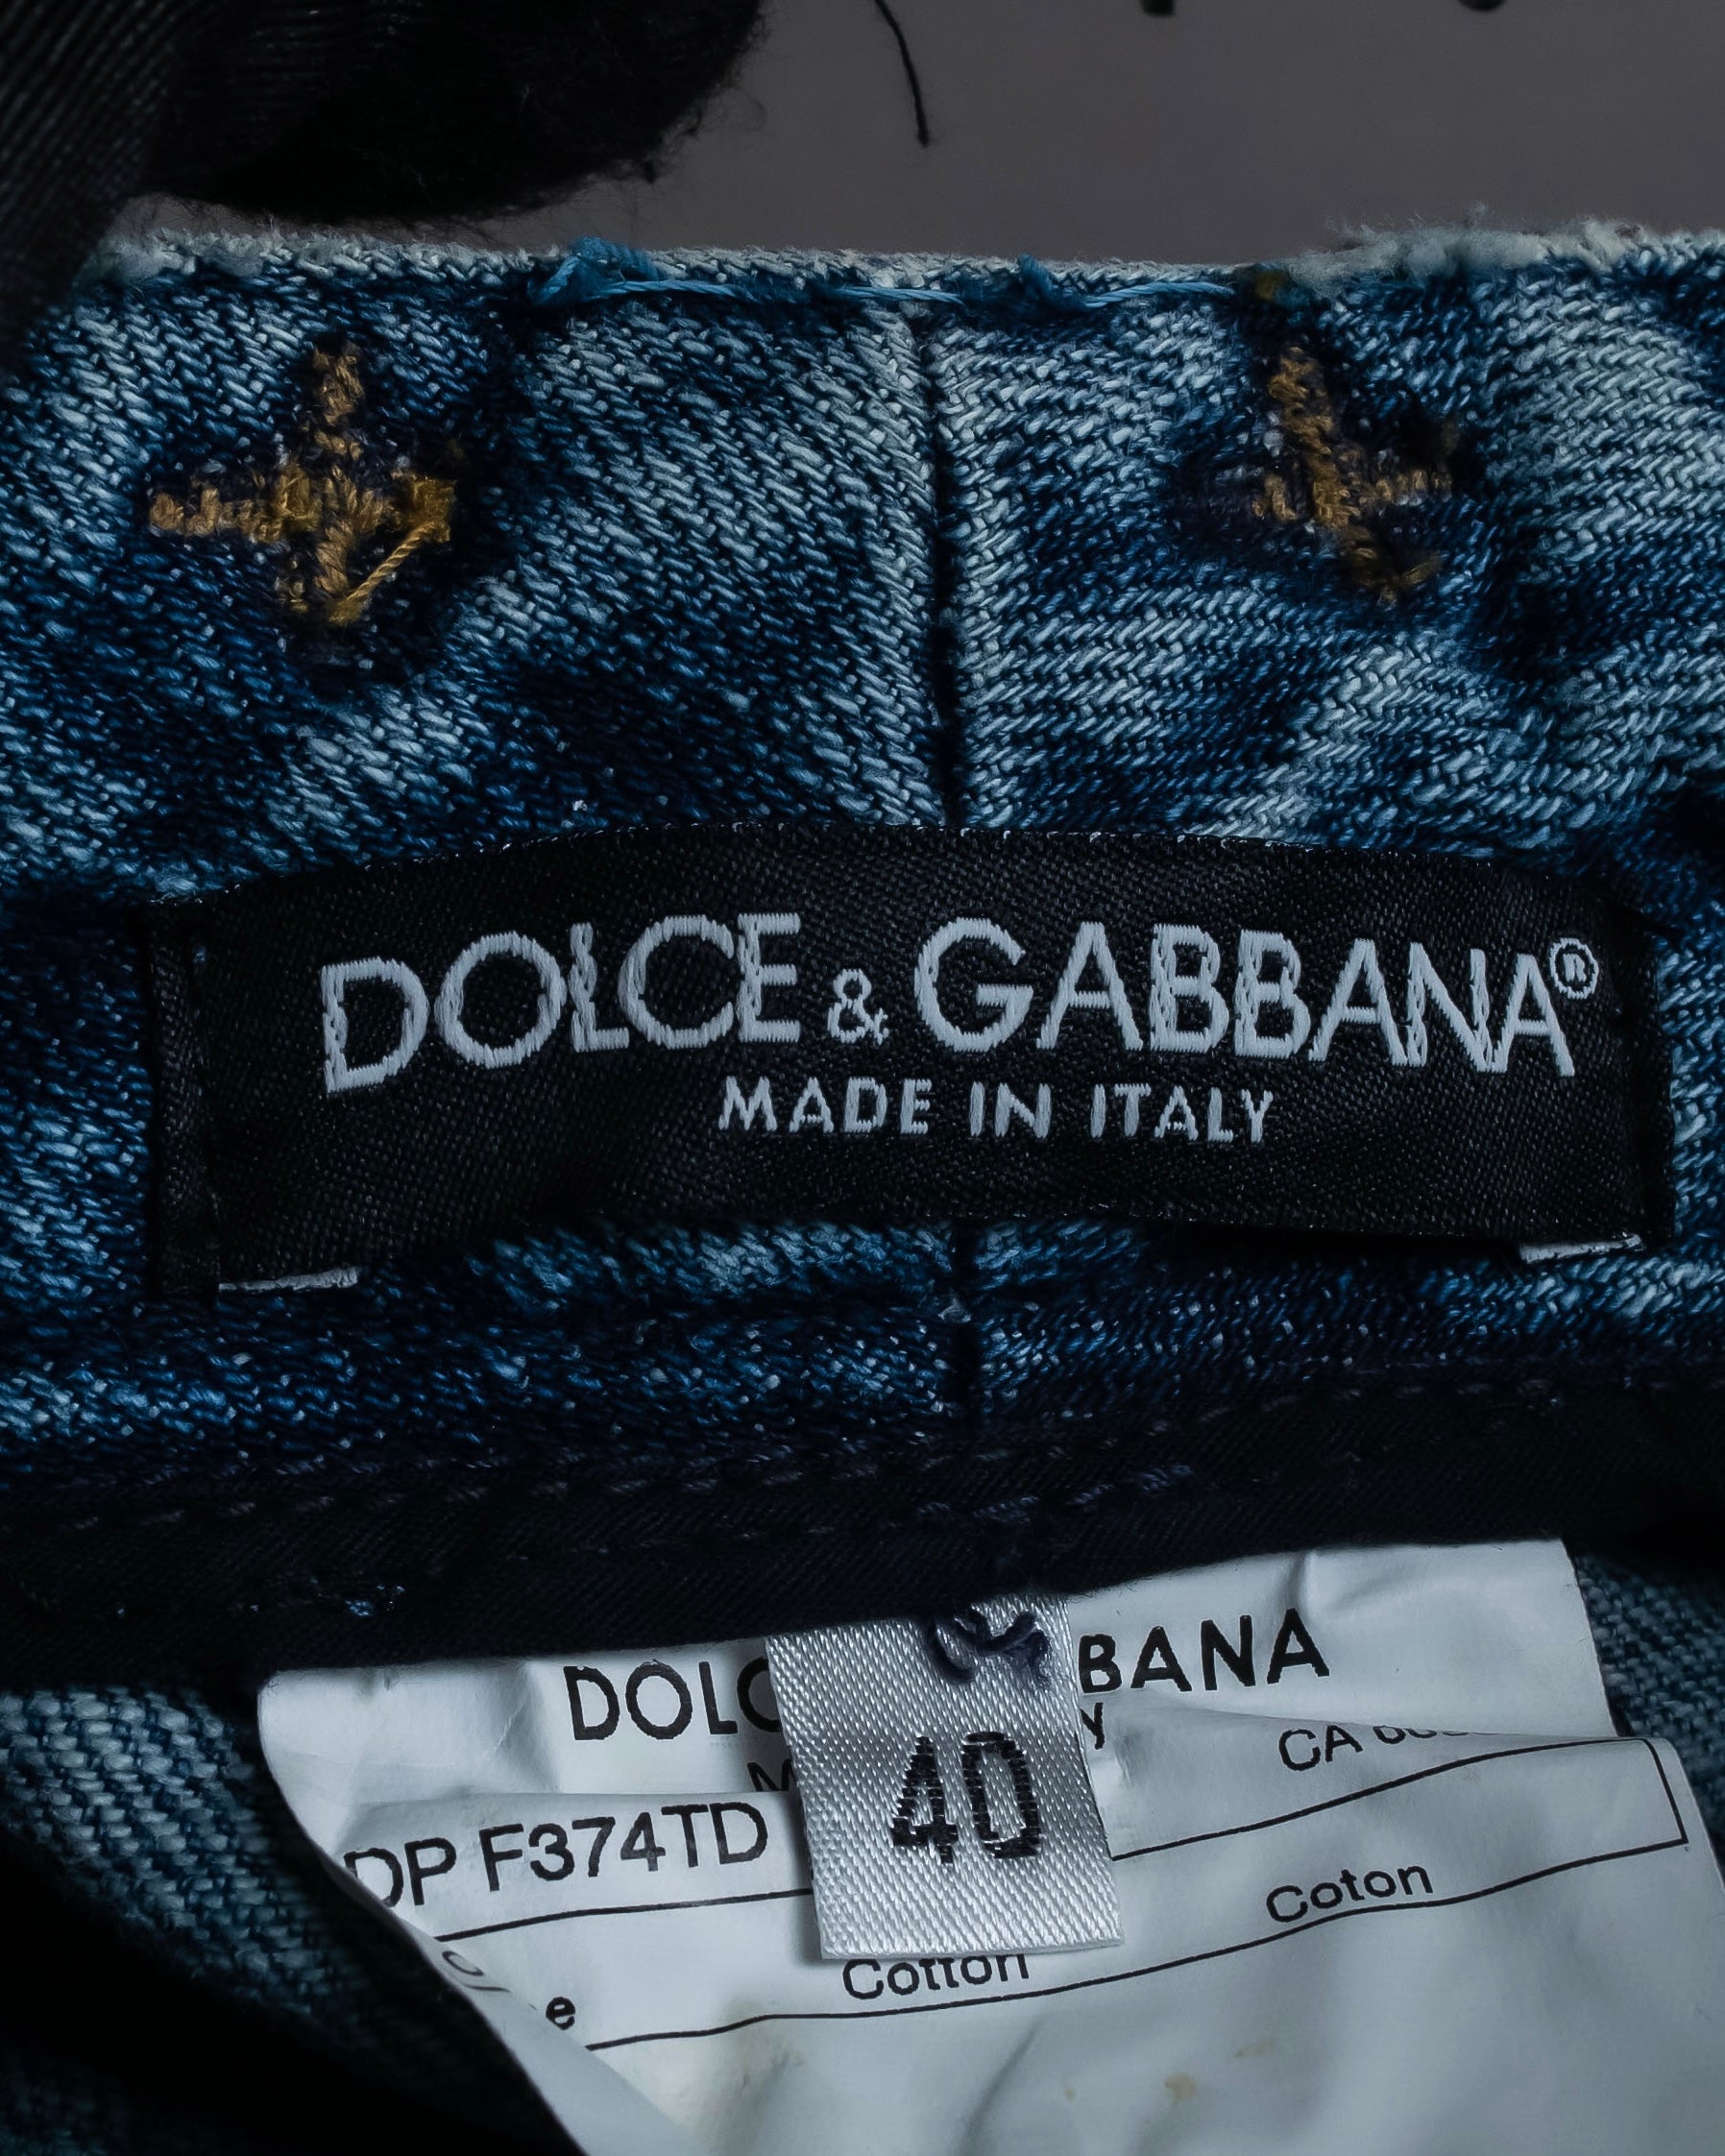 DOLCE & GABBANA®
MADE IN ITALY
DOLC BANA
40
CA
DP F374TD
Coton
Cotton